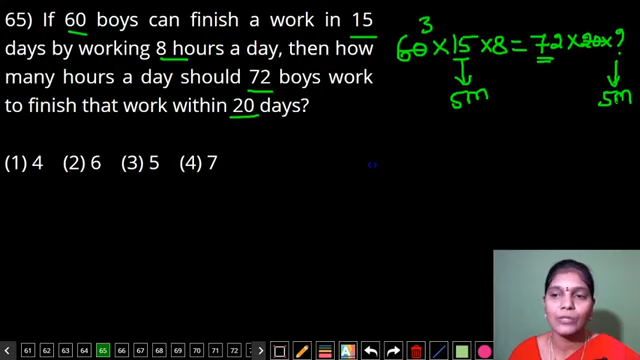 65) If 60 boys can finish a work in 15
days by working 8 hours a day, then how
many hours a day should 72 boys work
to finish that work within 20 days?
(1) 4 (2) 6 (3) 5 (4) 7
3
60 × 15 × 8 = 72 × 20 × ?
5m 5m
61 62 63 64 65 66 67 68 69 70 71 72 7